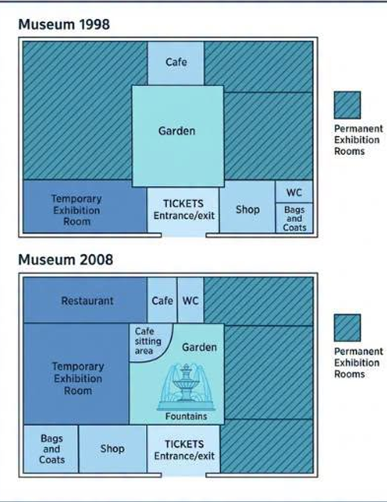 Museum 1998
Cafe
Garden
Permanent
Exhibition
Rooms
Temporary
Exhibition
Room
TICKETS
Entrance/exit
Shop
WC
Bags
and
Coats
Museum 2008
Restaurant
Cafe
WC
Cafe
sitting
area
Garden
Permanent
Exhibition
Rooms
Temporary
Exhibition
Room
Fountains
Bags
and
Coats
Shop
TICKETS
Entrance/exit